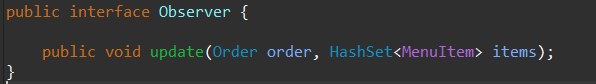 public interface Observer {
public void update(Order order, HashSet<MenuItem> items);
}